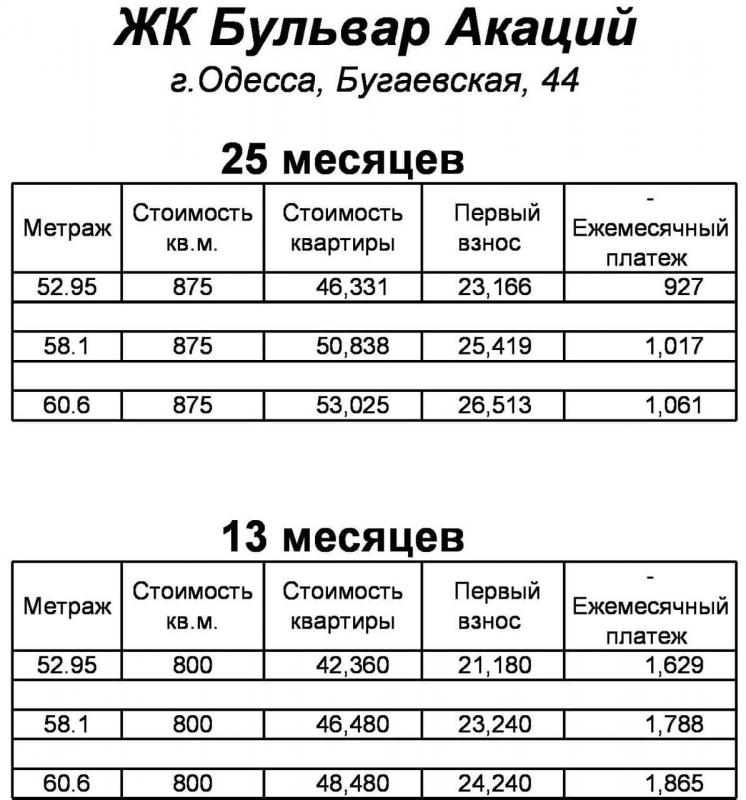 ЖК Бульвар Акаций
г.Одесса, Бугаевская, 44
25 месяцев
Метраж Стоимость кв.м. Стоимость квартиры Первый взнос - Ежемесячный платеж
52.95 875 46,331 23,166 927
58.1 875 50,838 25,419 1,017
60.6 875 53,025 26,513 1,061
13 месяцев
Метраж Стоимость кв.м. Стоимость квартиры Первый взнос - Ежемесячный платеж
52.95 800 42,360 21,180 1,629
58.1 800 46,480 23,240 1,788
60.6 800 48,480 24,240 1,865